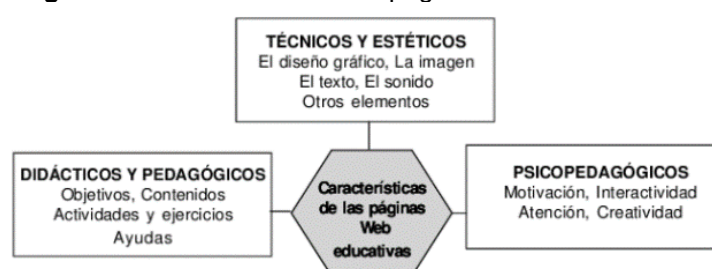 TÉCNICOS Y ESTÉTICOS
El diseño gráfico, La imagen
El texto, El sonido
Otros elementos
DIDÁCTICOS Y PEDAGÓGICOS
Objetivos, Contenidos
Actividades y ejercicios
Ayudas
Características
de las páginas
Web
educativas
PSICOPEDAGÓGICOS
Motivación, Interactividad
Atención, Creatividad